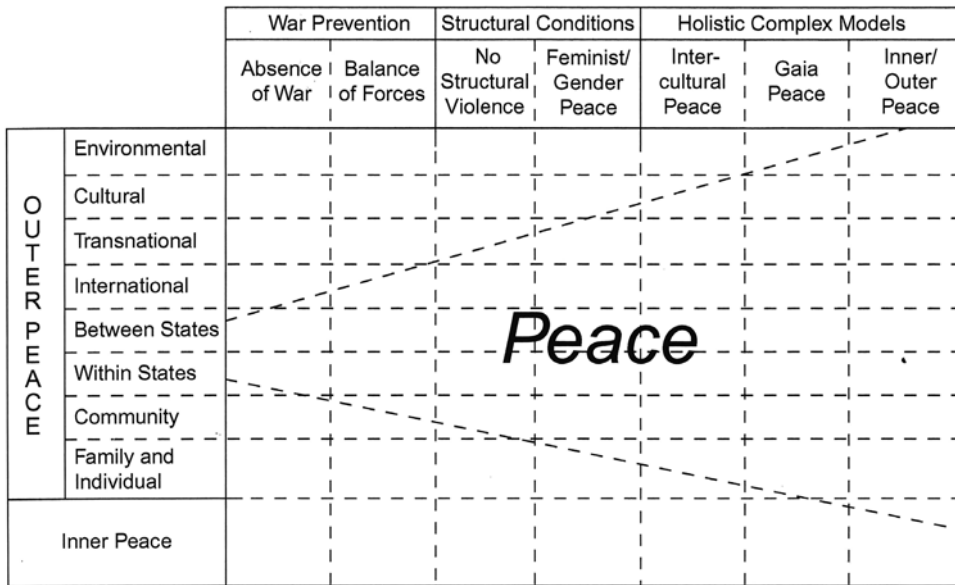 War Prevention
Structural Conditions
Holistic Complex Models
Absence
of War
Balance
of Forces
No
Structural
Violence
Feminist/
Gender
Peace
Inter-
cultural
Peace
Gaia
Peace
Inner/
Outer
Peace
OUTER PEACE
Environmental
Cultural
Transnational
International
Between States
Within States
Community
Family and
Individual
Inner Peace
Peace